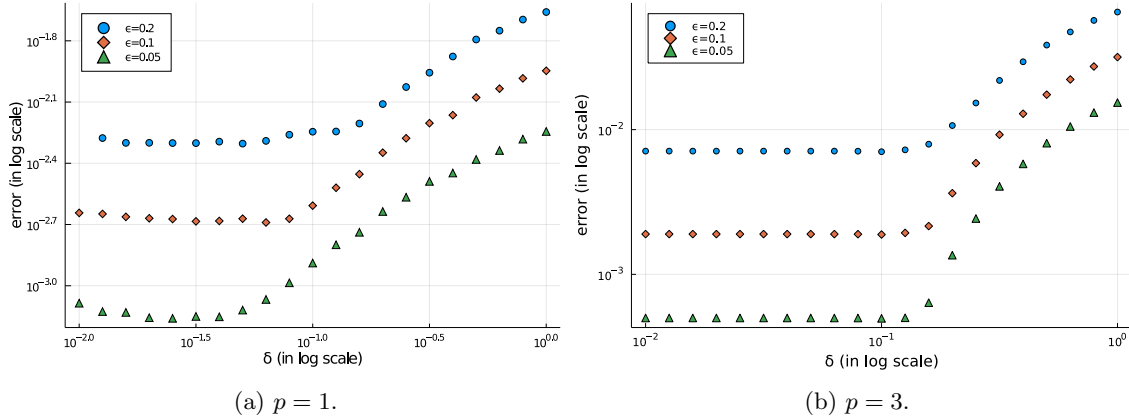 ϵ=0.2
ϵ=0.1
ϵ=0.05
error (in log scale)
10^−1.8
10^−2.1
10^−2.4
10^−2.7
10^−3.0
10^−2.0
10^−1.5
10^−1.0
10^−0.5
10^0.0
δ (in log scale)
(a) p = 1.
ϵ=0.2
ϵ=0.1
ϵ=0.05
error (in log scale)
10^−2
10^−3
10^−2
10^−1
10^0
δ (in log scale)
(b) p = 3.